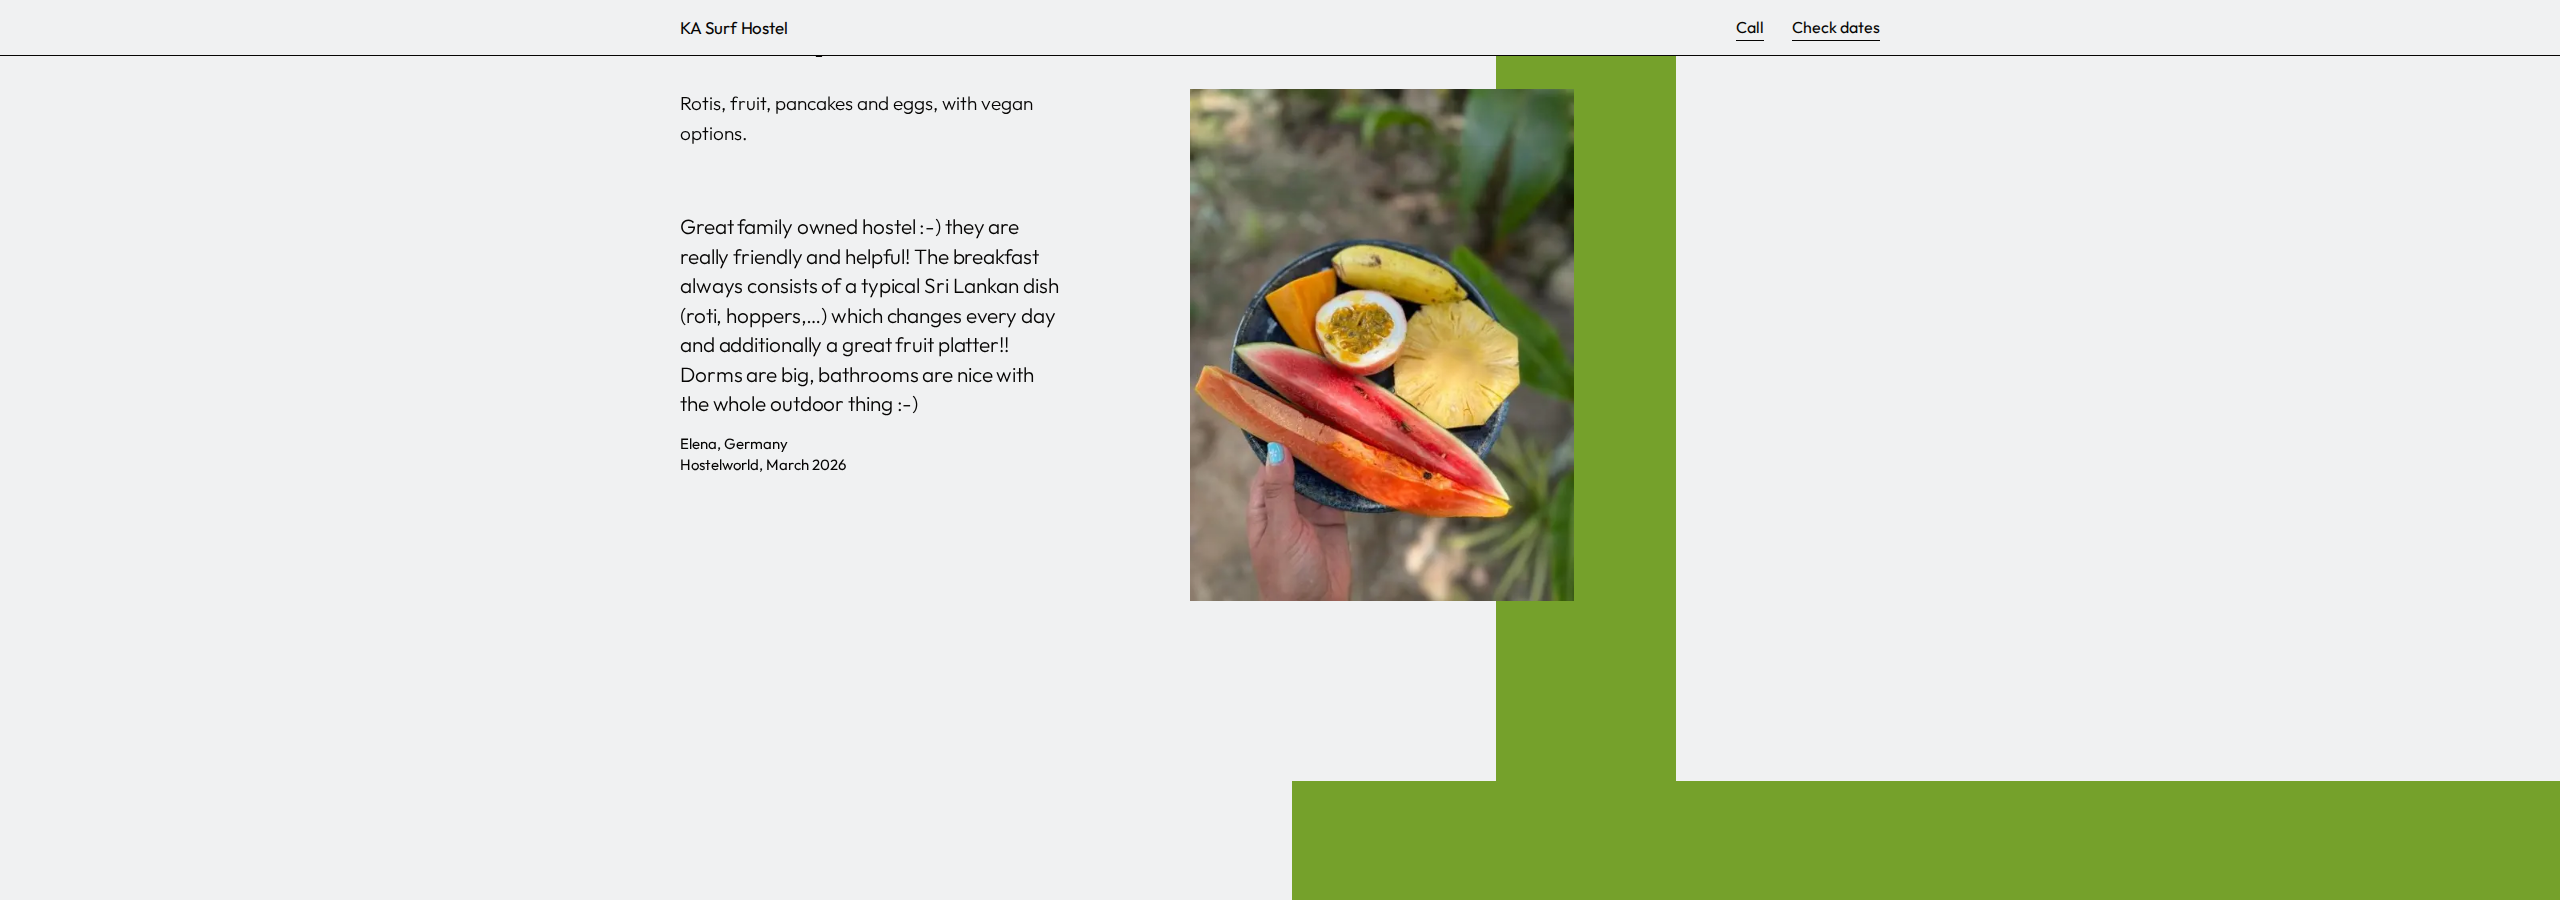 KA Surf Hostel
Call
Check dates
Rotis, fruit, pancakes and eggs, with vegan
options.
Great family owned hostel :-) they are
really friendly and helpful! The breakfast
always consists of a typical Sri Lankan dish
(roti, hoppers,...) which changes every day
and additionally a great fruit platter!!
Dorms are big, bathrooms are nice with
the whole outdoor thing :-)
Elena, Germany
Hostelworld, March 2026